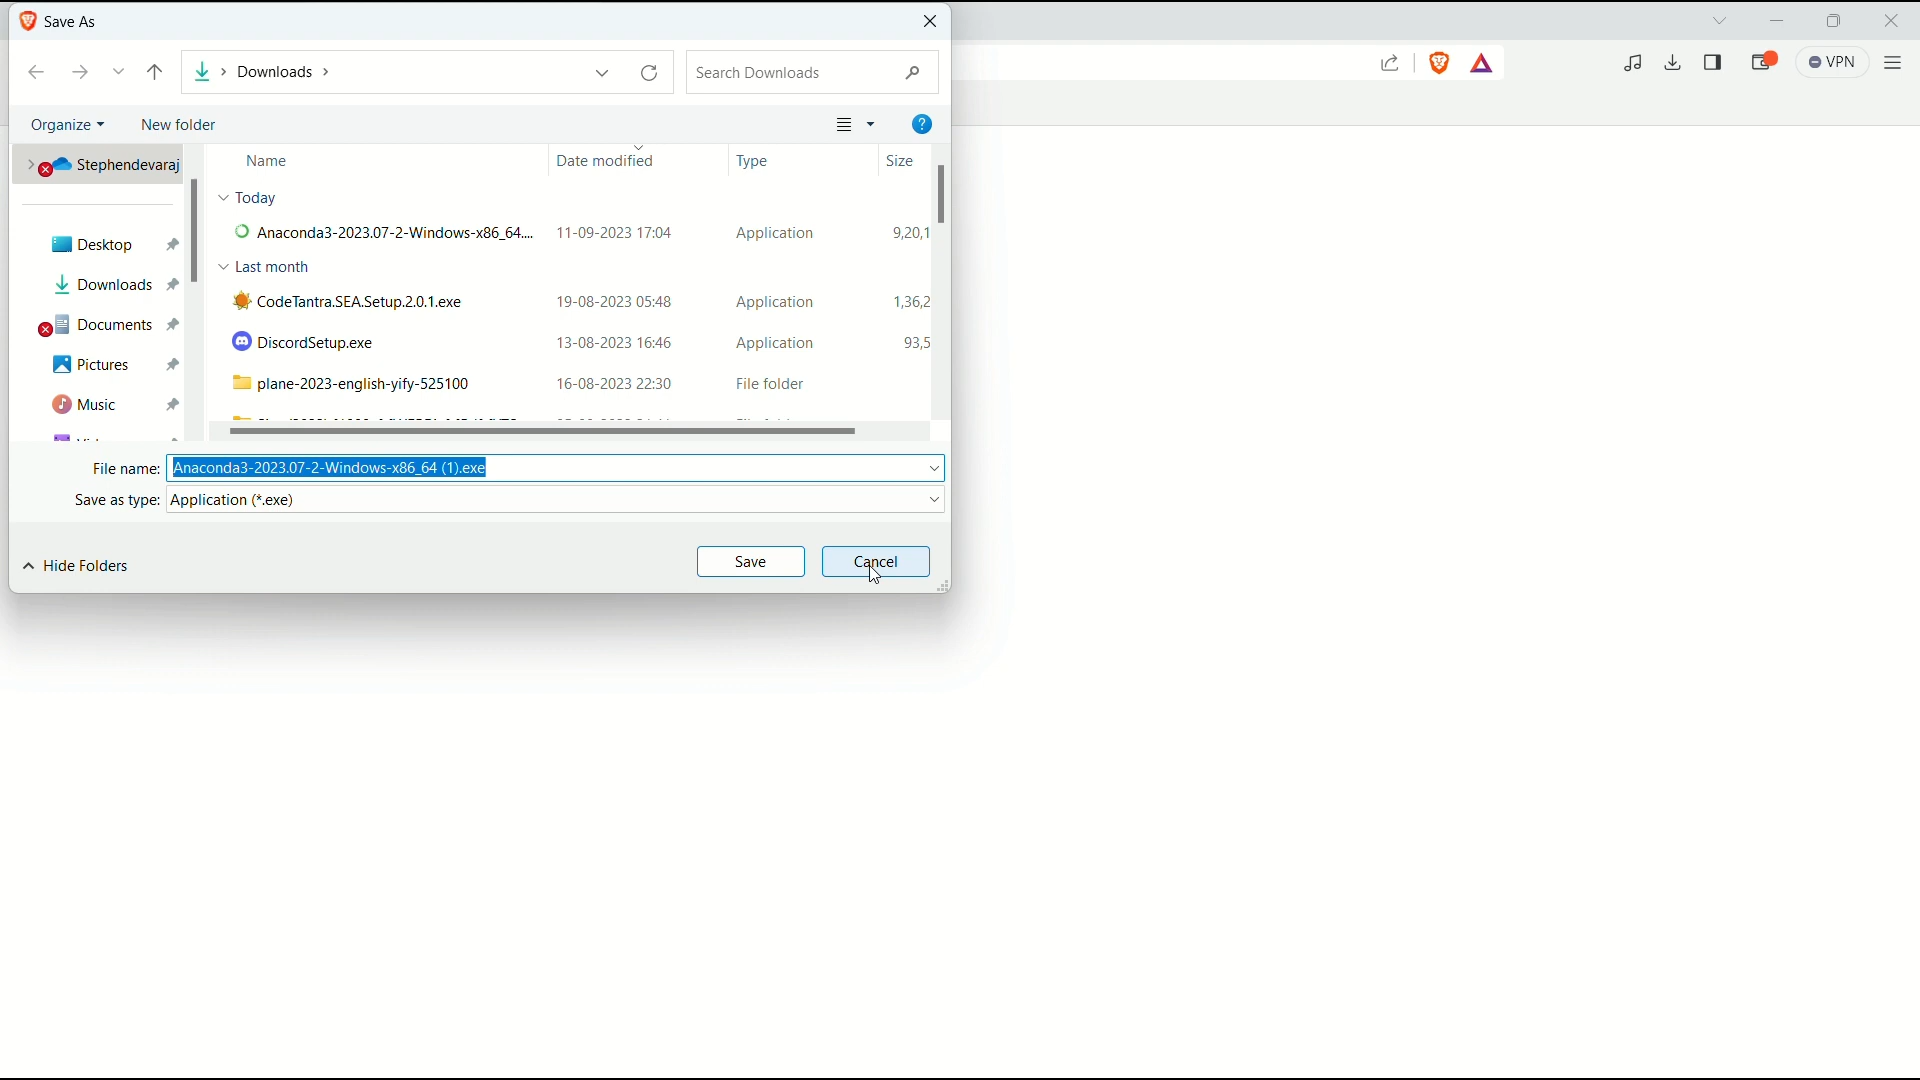 Save As
Downloads
Search Downloads
VPN
Organize
New folder
Stephendevaraj
Name
Date modified
Type
Size
Today
Anaconda3-2023.07-2-Windows-x86_64....
11-09-2023 17:04
Application
9,20,1
Last month
CodeTantra.SEA.Setup.2.0.1.exe
19-08-2023 05:48
Application
1,36,2
DiscordSetup.exe
13-08-2023 16:46
Application
93,5
plane-2023-english-yify-525100
16-08-2023 22:30
File folder
Desktop
Downloads
Documents
Pictures
Music
File name:
Anaconda3-2023.07-2-Windows-x86_64 (1).exe
Save as type:
Application (*.exe)
Hide Folders
Save
Cancel